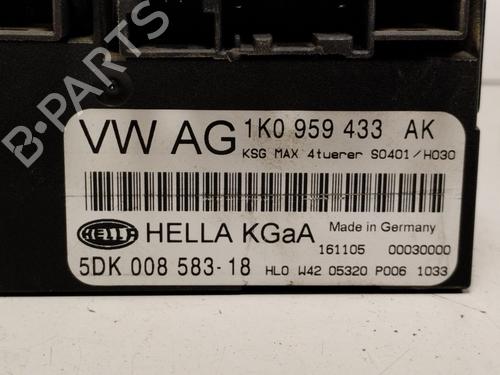 VW AG 1K0 959 433 AK
KSG MAX 4tuerer S0401/H030
HELLA HELLA KGaA Made in Germany
161105 00030000
5DK 008 583-18 HL0 W42 05320 P006 1033
B-Parts